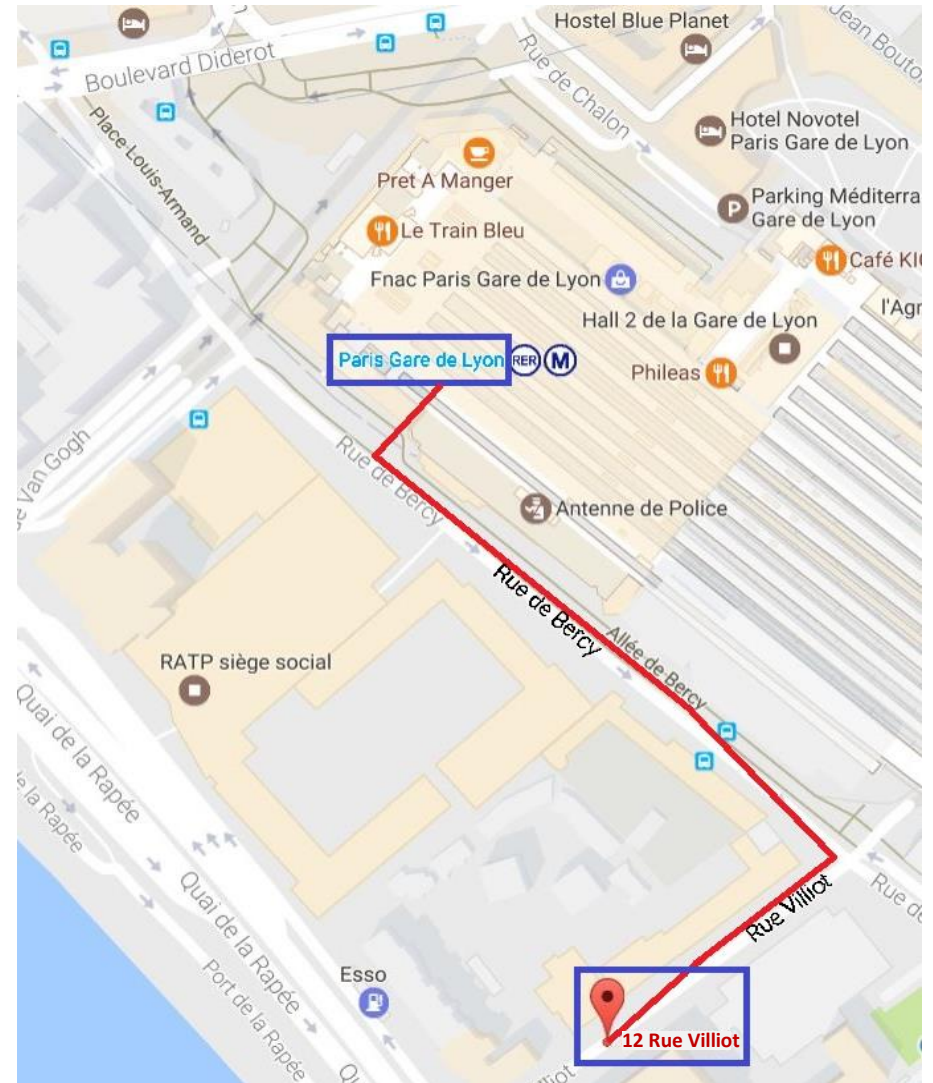 Hostel Blue Planet
Jean Bouto
Boulevard Diderot
Rue de Chalon
Place Louis-Armand
Hotel Novotel
Paris Gare de Lyon
Pret A Manger
Parking Méditerra
Gare de Lyon
P
Le Train Bleu
Café KI
Fnac Paris Gare de Lyon
l'Agr
Hall 2 de la Gare de Lyon
Paris Gare de Lyon RER M
Phileas
Van Gogh
Rue de Bercy
Antenne de Police
Rue de Bercy
Allée de Bercy
RATP siège social
Quai de la Rapée
de la Rapée
Rue Villiot
Rue de
Quai de la Rapée
Port de la Rapée
Esso
12 Rue Villiot
Qu
lliot